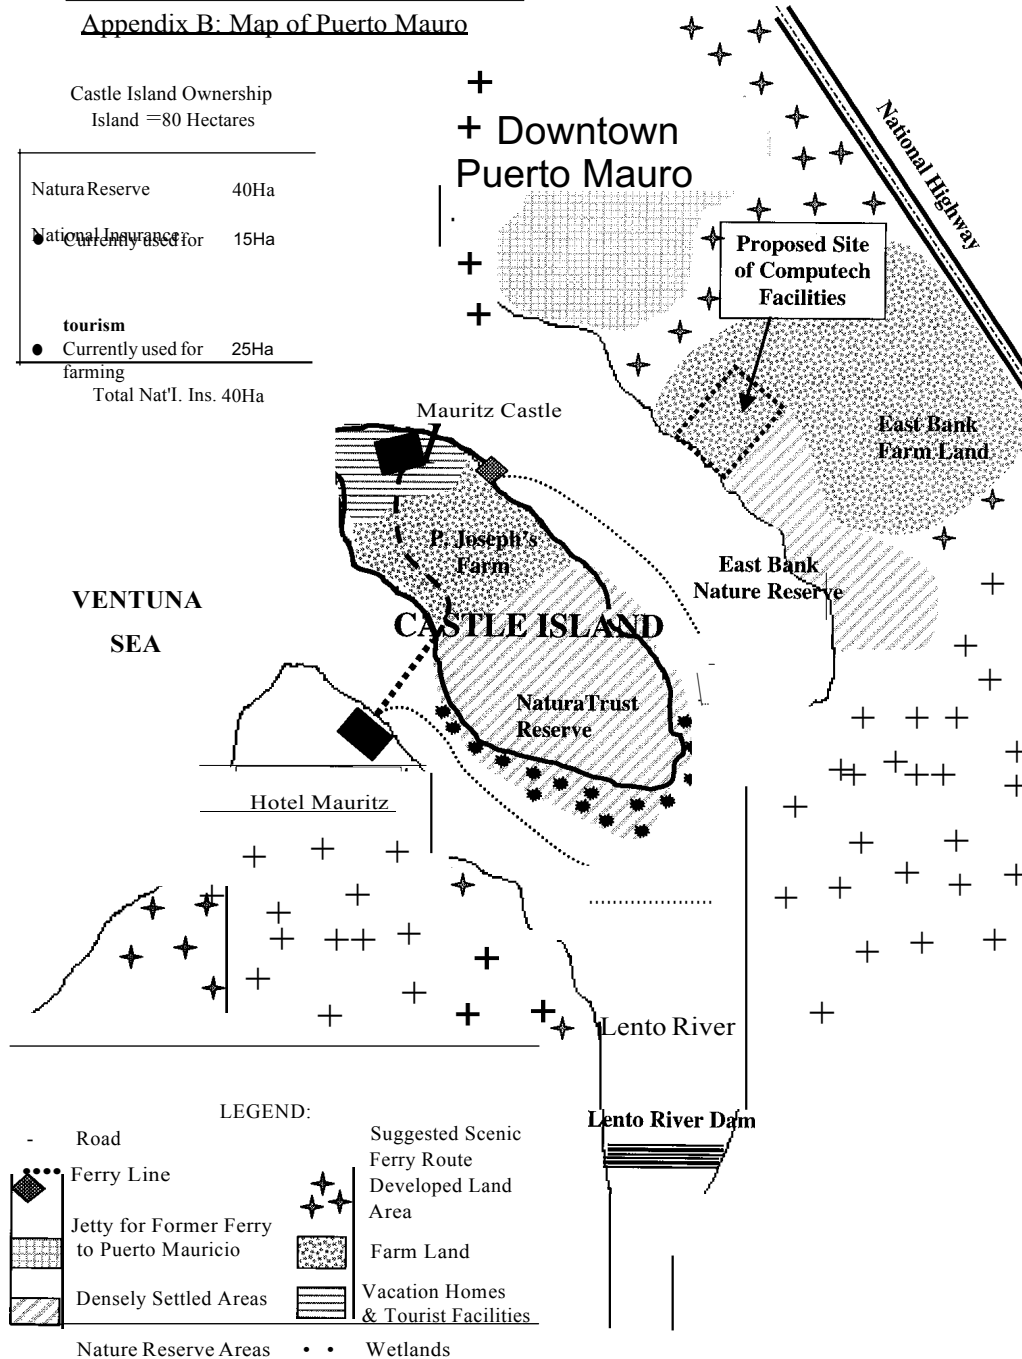 Appendix B: Map of Puerto Mauro
Castle Island Ownership
Island =80 Hectares
Natura Reserve 40Ha
National Insurance:
● Currently used for 15Ha
tourism
● Currently used for 25Ha
farming
Total Nat'I. Ins. 40Ha
Downtown
Puerto Mauro
National Highway
Proposed Site
of Computech
Facilities
East Bank
Farm Land
Mauritz Castle
P. Joseph's
Farm
East Bank
Nature Reserve
VENTUNA
SEA
CASTLE ISLAND
NaturaTrust
Reserve
Hotel Mauritz
Lento River
Lento River Dam
LEGEND:
- Road
Ferry Line
Jetty for Former Ferry
to Puerto Mauricio
Densely Settled Areas
Nature Reserve Areas
Suggested Scenic
Ferry Route
Developed Land
Area
Farm Land
Vacation Homes
& Tourist Facilities
• • Wetlands